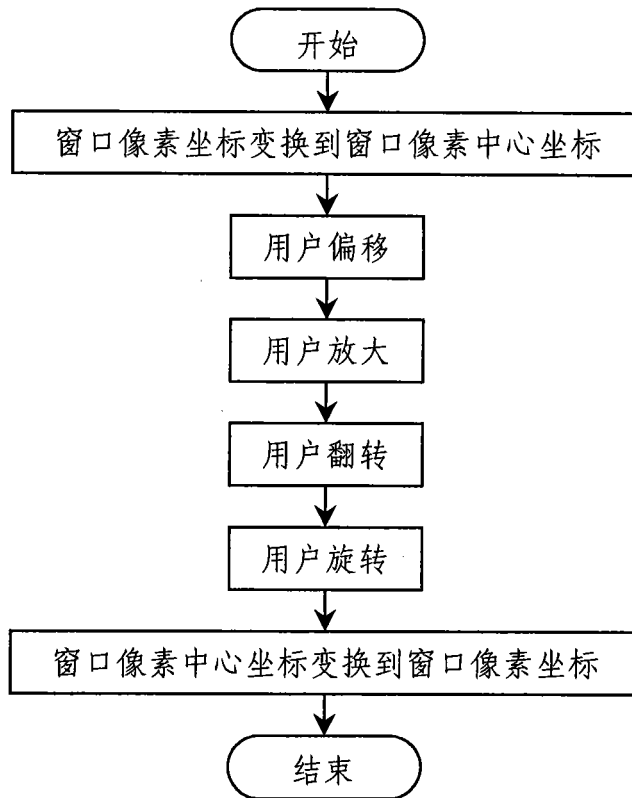 开始
窗口像素坐标变换到窗口像素中心坐标
用户偏移
用户放大
用户翻转
用户旋转
窗口像素中心坐标变换到窗口像素坐标
结束